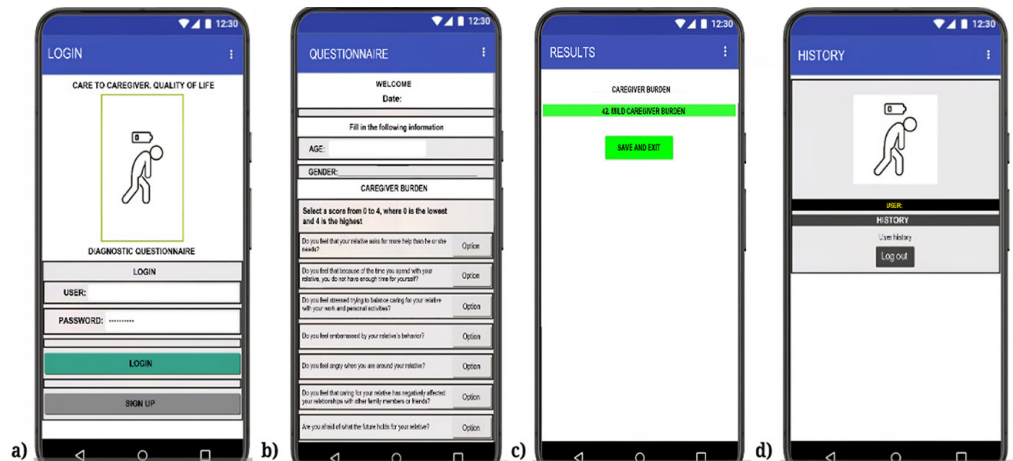 12:30
LOGIN
CARE TO CAREGIVER. QUALITY OF LIFE
DIAGNOSTIC QUESTIONNAIRE
LOGIN
USER:
PASSWORD: ----------
LOGIN
SIGN UP
a)
12:30
QUESTIONNAIRE
WELCOME
Date:
Fill in the following information
AGE:
GENDER:
CAREGIVER BURDEN
Select a score from 0 to 4, where 0 is the lowest
and 4 is the highest
Do you feel that your relative asks for more help than he or she
needs?
Option
Do you feel that because of the time you spend with your
relative, you do not have enough time for yourself?
Option
Do you feel stressed trying to balance caring for your relative
with your work and personal activities?
Option
Do you feel embarrassed by your relative's behavior?
Option
Do you feel angry when you are around your relative?
Option
Do you feel that caring for your relative has negatively affected
your relationships with other family members or friends?
Option
Are you afraid of what the future holds for your relative?
Option
b)
12:30
RESULTS
CAREGIVER BURDEN
42. MILD CAREGIVER BURDEN
SAVE AND EXIT
c)
12:30
HISTORY
USER:
HISTORY
User history
Log out
d)